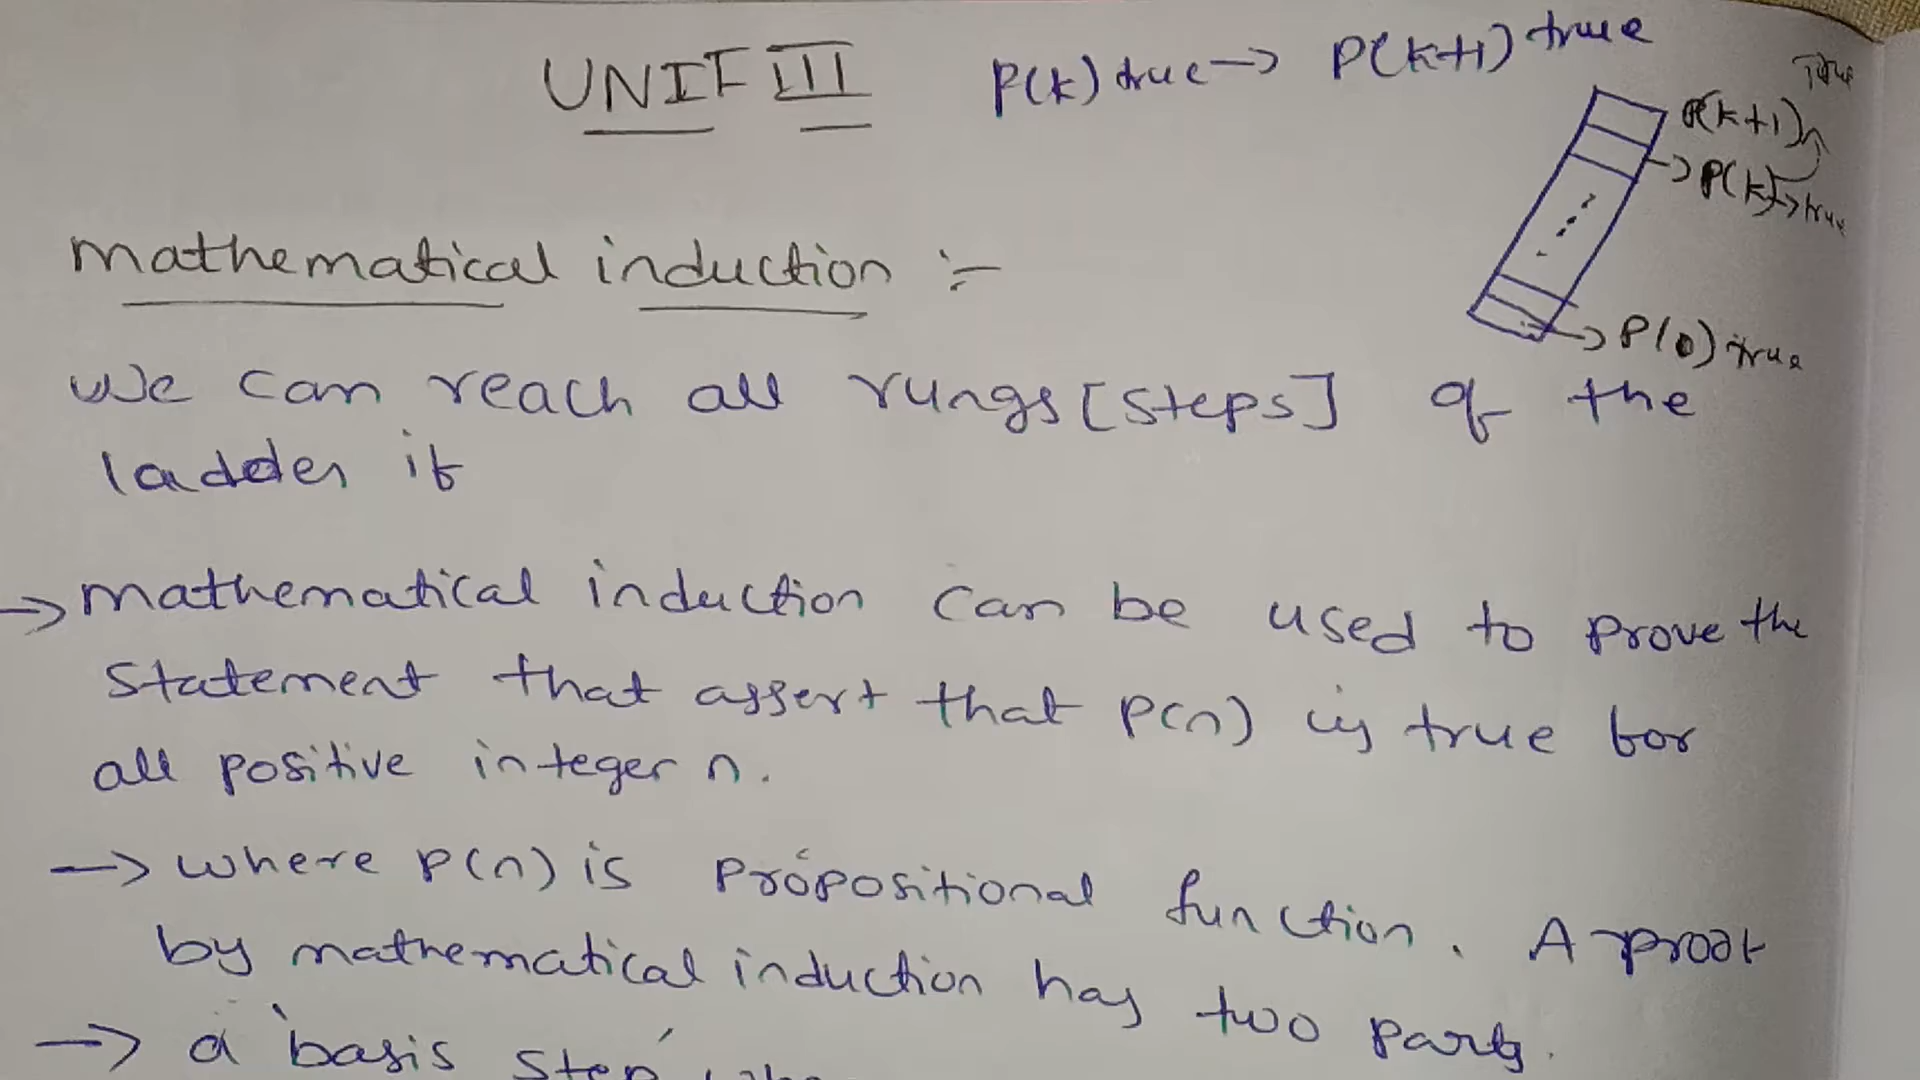 UNIT III
P(k) true → P(k+1) true
True
P(k+1)
→ P(k) → true
→ P(0) true
mathematical induction :-
We can reach all rungs [steps] of the
ladder if
→ mathematical induction can be used to prove the
statement that assert that P(n) is true for
all positive integer n.
→ where P(n) is propositional function. A proof
by mathematical induction has two parts.
→ a basis step